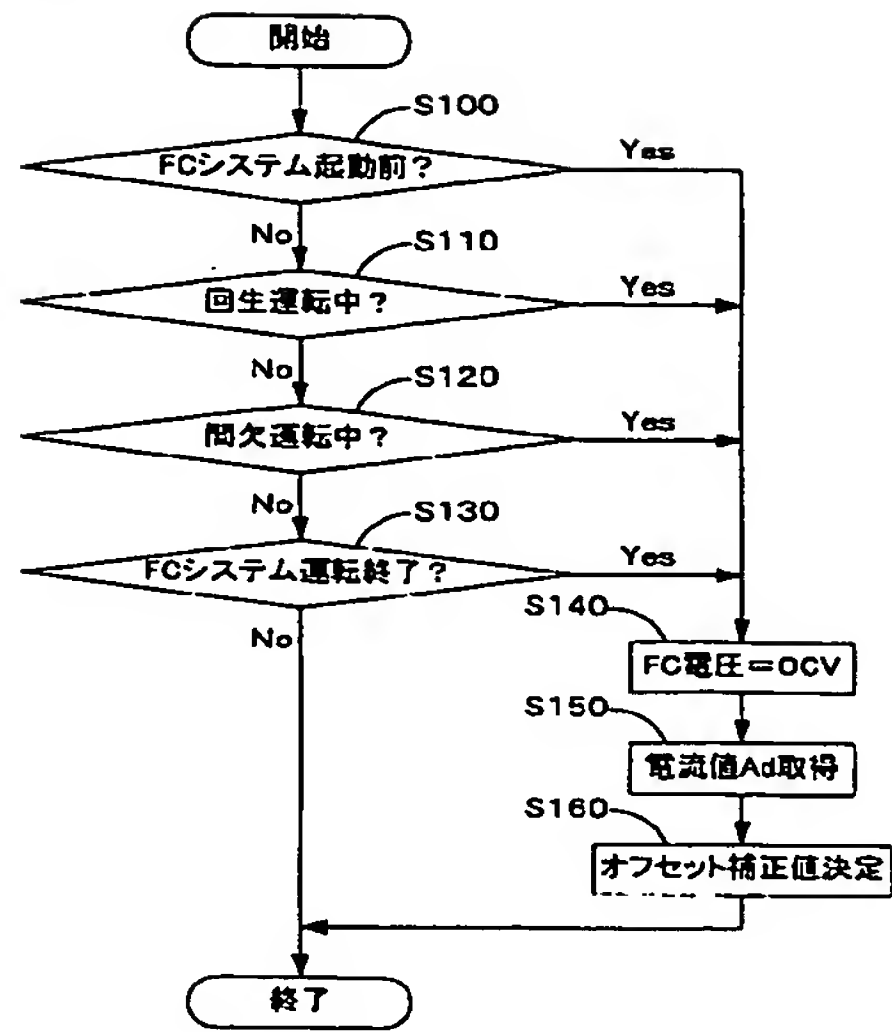 開始
S100
FCシステム起動前?
Yes
No
S110
回生運転中?
Yes
No
S120
間欠運転中?
Yes
No
S130
FCシステム運転終了?
Yes
No
S140
FC電圧=OCV
S150
電流値Ad取得
S160
オフセット補正値決定
終了